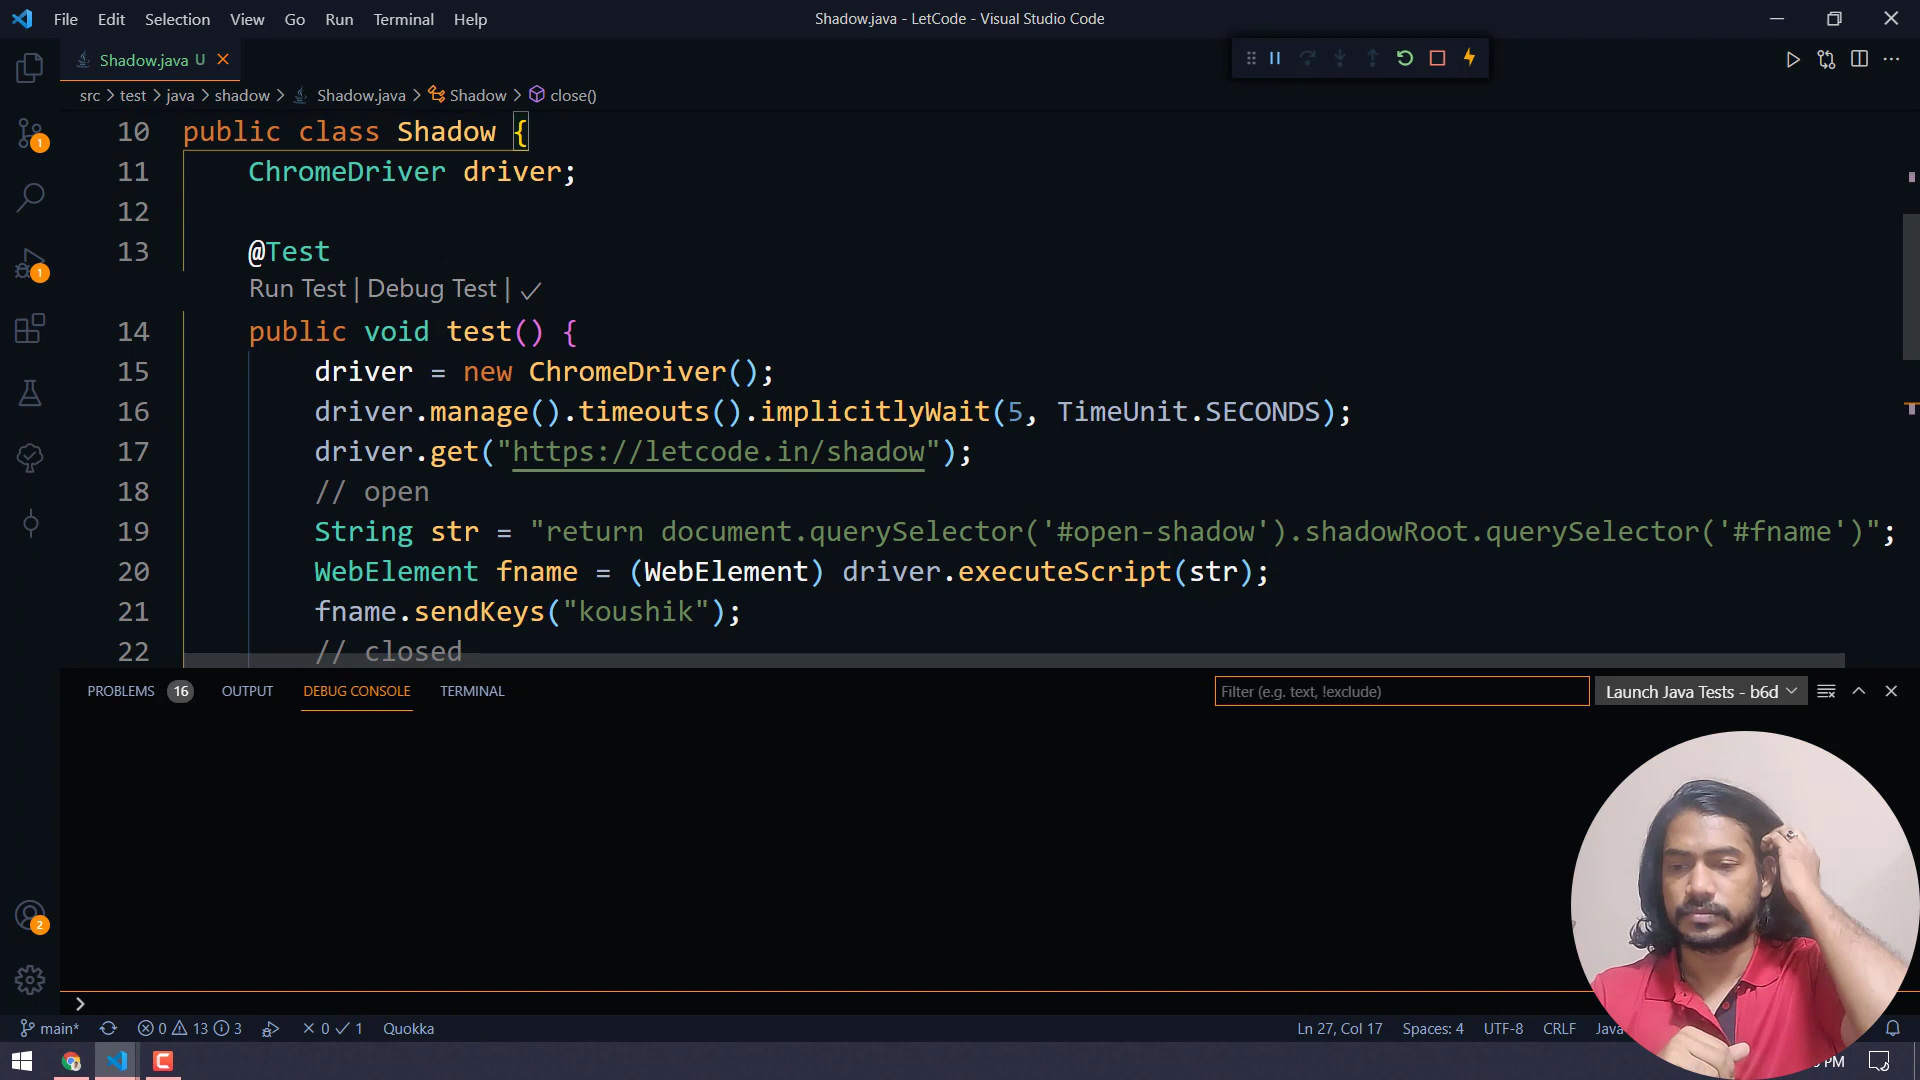 File Edit Selection View Go Run Terminal Help
Shadow.java - LetCode - Visual Studio Code
Shadow.java U
src > test > java > shadow > Shadow.java > Shadow > close()
10 public class Shadow {
11 ChromeDriver driver;
12
13 @Test
Run Test | Debug Test | ✓
14 public void test() {
15 driver = new ChromeDriver();
16 driver.manage().timeouts().implicitlyWait(5, TimeUnit.SECONDS);
17 driver.get("https://letcode.in/shadow");
18 // open
19 String str = "return document.querySelector('#open-shadow').shadowRoot.querySelector('#fname')";
20 WebElement fname = (WebElement) driver.executeScript(str);
21 fname.sendKeys("koushik");
22 // closed
PROBLEMS 16 OUTPUT DEBUG CONSOLE TERMINAL
Filter (e.g. text, !exclude)
Launch Java Tests - b6d
1
1
2
main* 0 13 3 0 ✓ 1 Quokka
Ln 27, Col 17 Spaces: 4 UTF-8 CRLF Java
PM